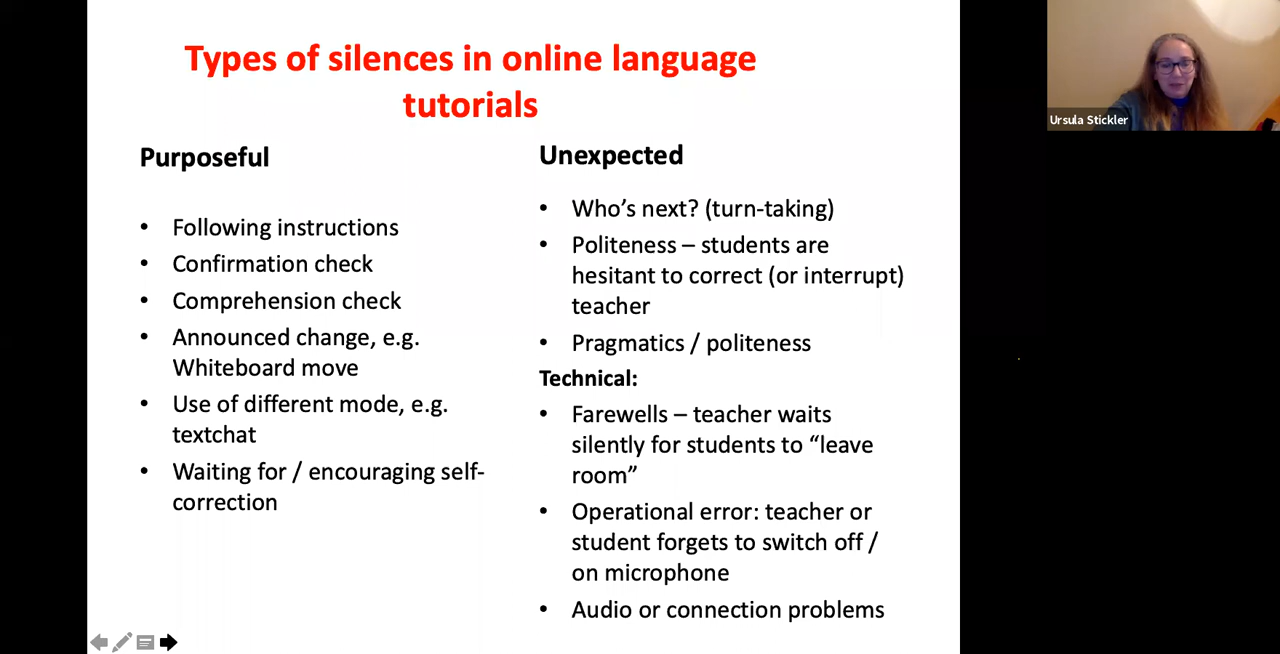 Types of silences in online language
tutorials
Purposeful
• Following instructions
• Confirmation check
• Comprehension check
• Announced change, e.g.
Whiteboard move
• Use of different mode, e.g.
textchat
• Waiting for / encouraging self-
correction
Unexpected
• Who’s next? (turn-taking)
• Politeness – students are
hesitant to correct (or interrupt)
teacher
• Pragmatics / politeness
Technical:
• Farewells – teacher waits
silently for students to “leave
room”
• Operational error: teacher or
student forgets to switch off /
on microphone
• Audio or connection problems
Ursula Stickler